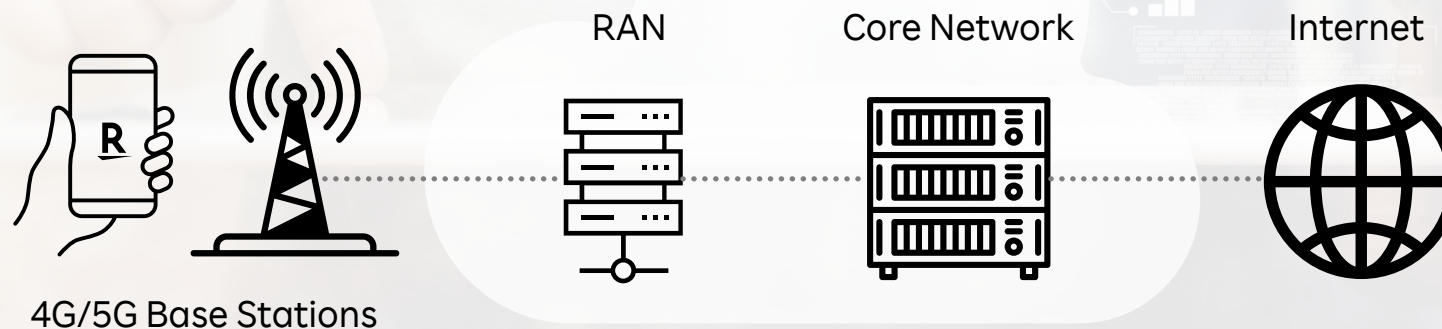 RAN
Core Network
Internet
R
4G/5G Base Stations